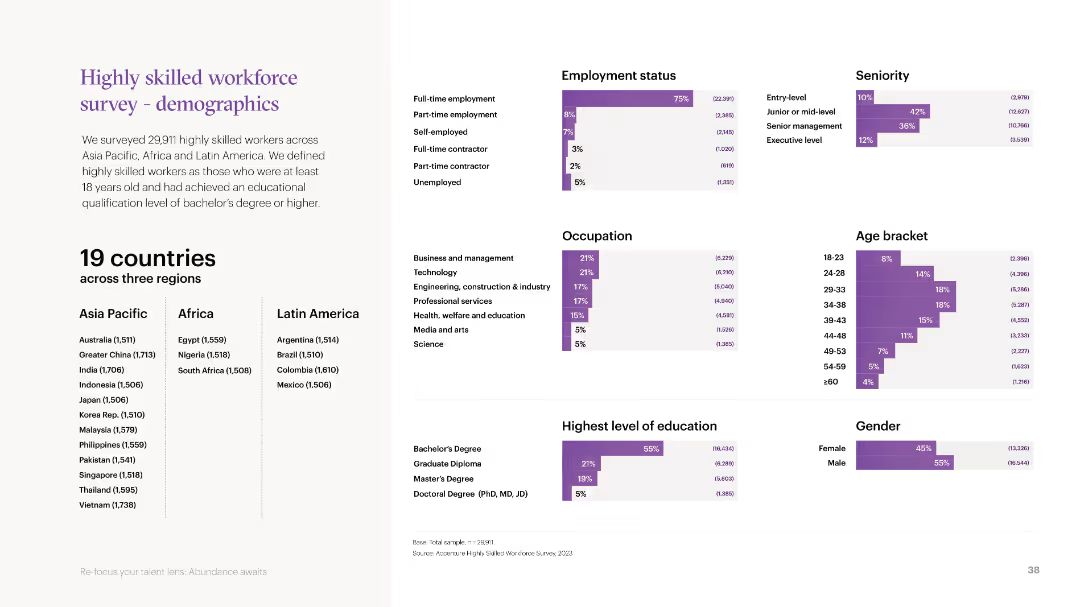 Highly skilled workforce
survey - demographics
We surveyed 29,911 highly skilled workers across
Asia Pacific, Africa and Latin America. We defined
highly skilled workers as those who were at least
18 years old and had achieved an educational
qualification level of bachelor's degree or higher.
19 countries
across three regions
Asia Pacific
Australia (1,511)
Greater China (1,713)
India (1,706)
Indonesia (1,506)
Japan (1,506)
Korea Rep. (1,510)
Malaysia (1,579)
Philippines (1,559)
Pakistan (1,541)
Singapore (1,518)
Thailand (1,595)
Vietnam (1,738)
Africa
Egypt (1,559)
Nigeria (1,518)
South Africa (1,508)
Latin America
Argentina (1,514)
Brazil (1,510)
Colombia (1,610)
Mexico (1,506)
Employment status
Full-time employment 75% (22,391)
Part-time employment 8% (2,385)
Self-employed 7% (2,145)
Full-time contractor 3% (1,020)
Part-time contractor 2% (619)
Unemployed 5% (1,351)
Seniority
Entry-level 10% (2,979)
Junior or mid-level 42% (12,627)
Senior management 36% (10,766)
Executive level 12% (3,539)
Occupation
Business and management 21% (6,229)
Technology 21% (6,210)
Engineering, construction & industry 17% (5,040)
Professional services 17% (4,940)
Health, welfare and education 15% (4,581)
Media and arts 5% (1,526)
Science 5% (1,385)
Age bracket
18-23 8% (2,396)
24-28 14% (4,396)
29-33 18% (5,286)
34-38 18% (5,287)
39-43 15% (4,552)
44-48 11% (3,233)
49-53 7% (2,227)
54-59 5% (1,623)
≥60 4% (1,216)
Highest level of education
Bachelor's Degree 55% (16,434)
Graduate Diploma 21% (6,289)
Master's Degree 19% (5,803)
Doctoral Degree (PhD, MD, JD) 5% (1,385)
Gender
Female 45% (13,326)
Male 55% (16,544)
Base: Total sample, n = 29,911
Source: Accenture Highly Skilled Workforce Survey, 2023
Re-focus your talent lens: Abundance awaits
38